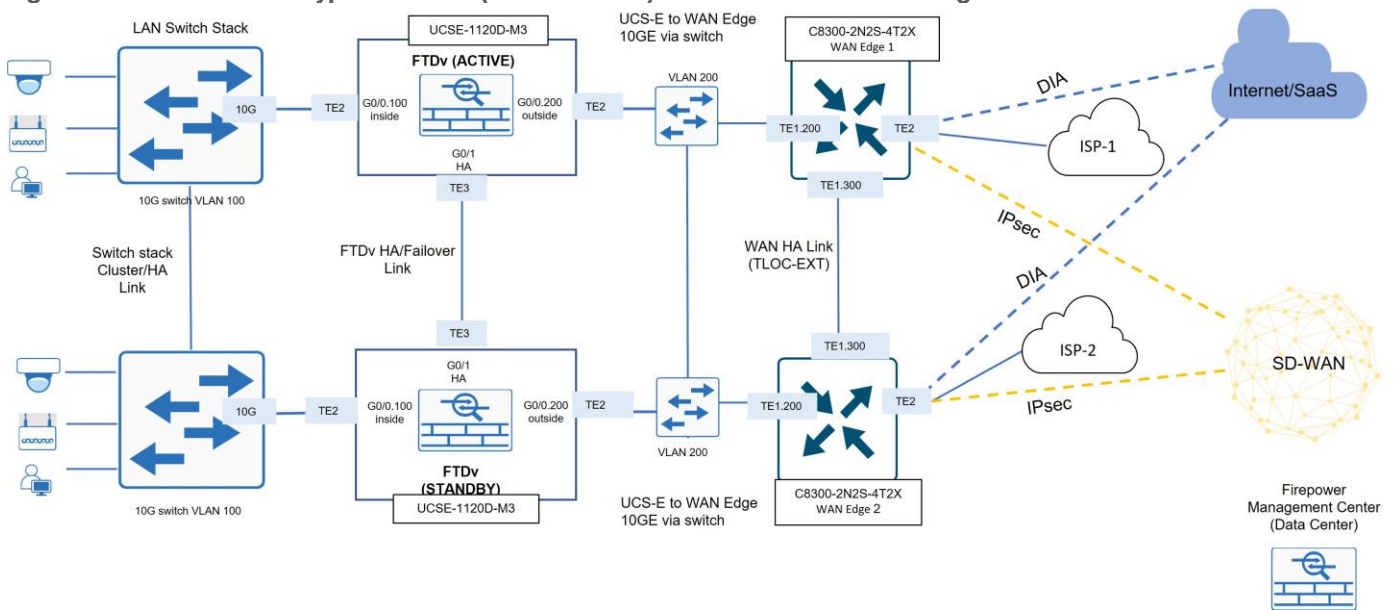 LAN Switch Stack
UCSE-1120D-M3
FTDv (ACTIVE)
UCS-E to WAN Edge
10GE via switch
C8300-2N2S-4T2X
WAN Edge 1
VLAN 200
10G
TE2
G0/0.100
inside
G0/0.200
outside
TE2
TE1.200
TE2
DIA
Internet/SaaS
ISP-1
G0/1
HA
TE3
TE1.300
10G switch VLAN 100
Switch stack
Cluster/HA
Link
FTDv HA/Failover
Link
WAN HA Link
(TLOC-EXT)
IPsec
DIA
TE3
TE1.300
ISP-2
SD-WAN
G0/1
HA
10G
TE2
G0/0.100
inside
G0/0.200
outside
TE2
TE1.200
TE2
IPsec
VLAN 200
FTDv
(STANDBY)
UCSE-1120D-M3
10G switch VLAN 100
UCS-E to WAN Edge
10GE via switch
C8300-2N2S-4T2X
WAN Edge 2
Firepower
Management Center
(Data Center)